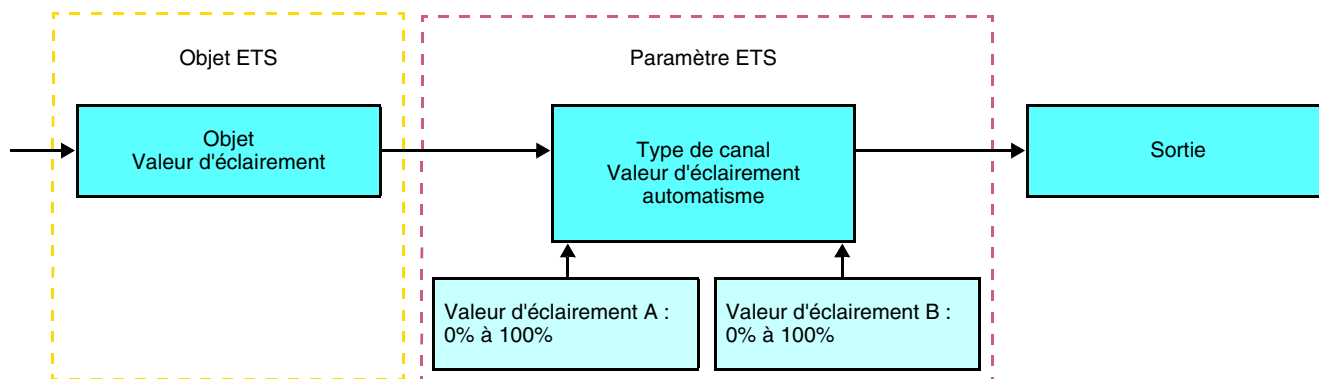 Objet ETS
Paramètre ETS
Objet
Valeur d'éclairement
Type de canal
Valeur d'éclairement
automatisme
Sortie
Valeur d'éclairement A :
0% à 100%
Valeur d'éclairement B :
0% à 100%